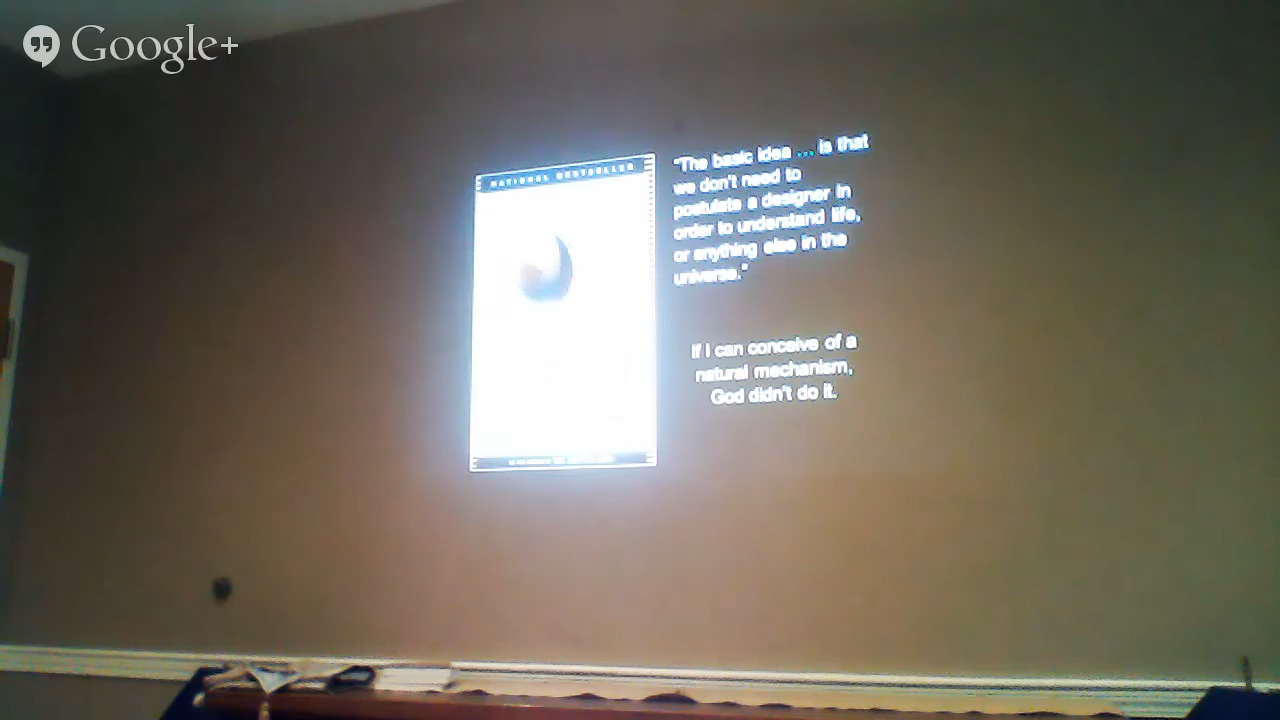 Google+
NATIONAL BESTSELLER
"The basic idea ... is that
we don't need to
postulate a designer in
order to understand life,
or anything else in the
universe."
If I can conceive of a
natural mechanism,
God didn't do it.